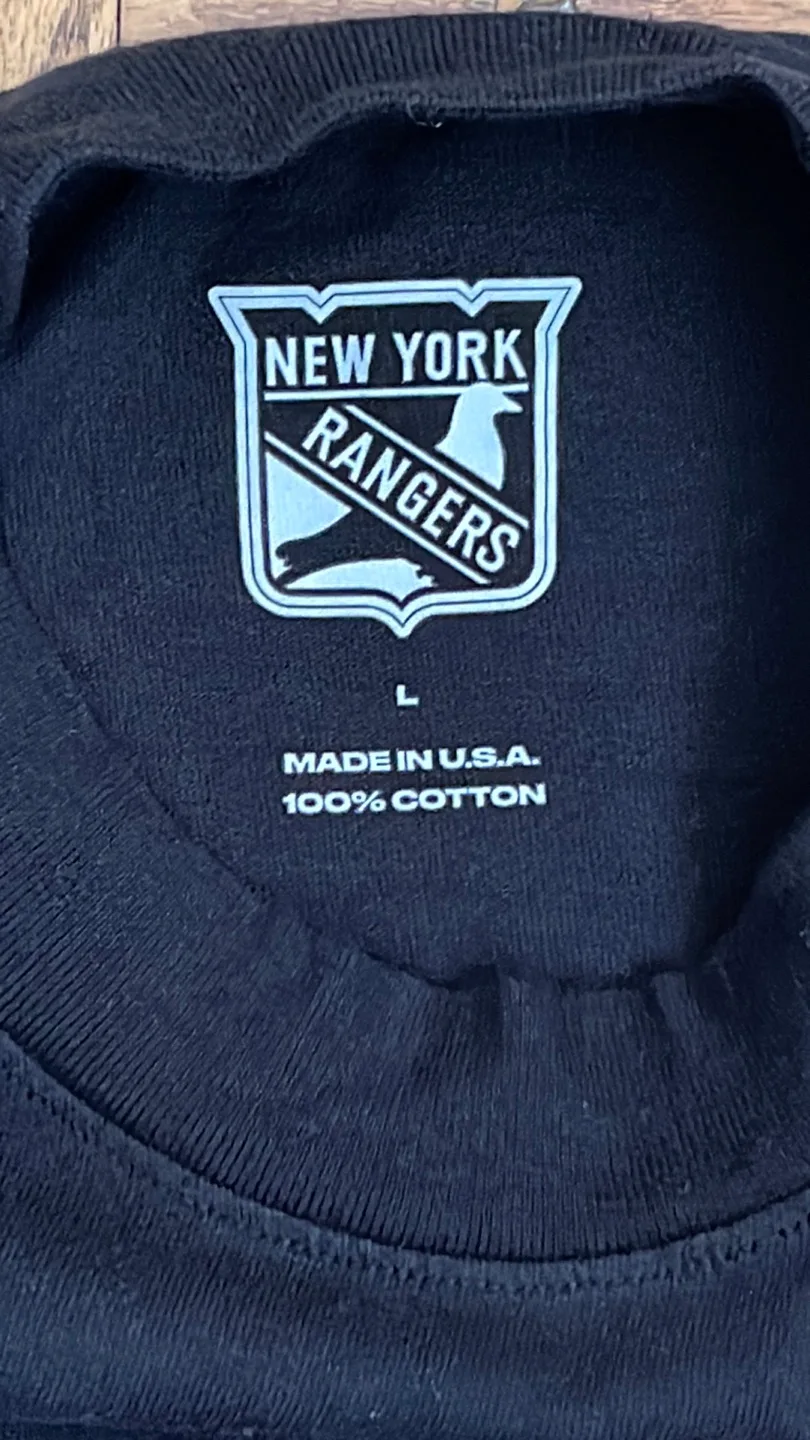 NEW YORK
RANGERS
L
MADE IN U.S.A.
100% COTTON